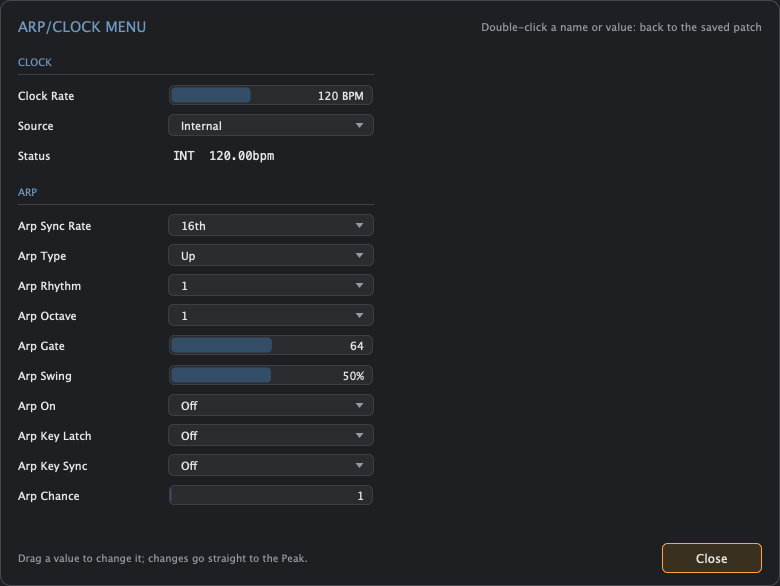 ARP/CLOCK MENU
Double-click a name or value: back to the saved patch
CLOCK
Clock Rate 120 BPM
Source Internal
Status INT 120.00bpm
ARP
Arp Sync Rate 16th
Arp Type Up
Arp Rhythm 1
Arp Octave 1
Arp Gate 64
Arp Swing 50%
Arp On Off
Arp Key Latch Off
Arp Key Sync Off
Arp Chance 1
Drag a value to change it; changes go straight to the Peak.
Close